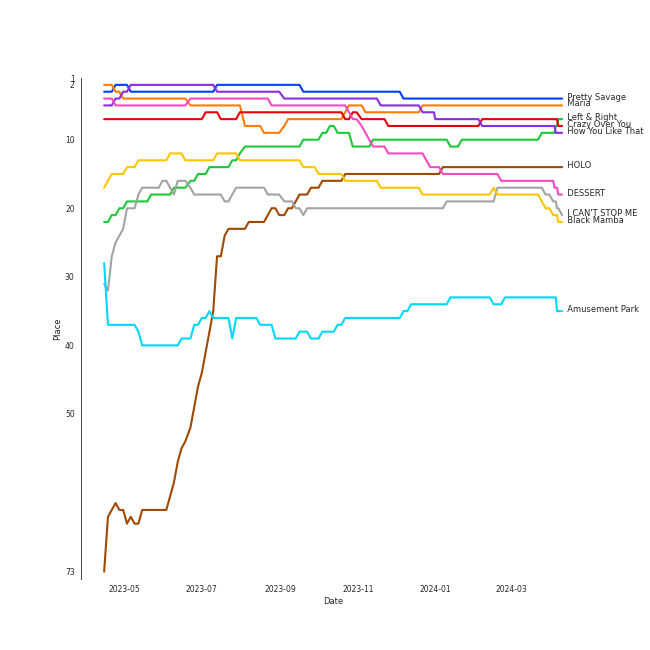 1
2
10
20
30
40
50
73
Place
2023-05
2023-07
2023-09
2023-11
2024-01
2024-03
Date
Pretty Savage
Maria
Left & Right
Crazy Over You
How You Like That
HOLO
DESSERT
I CAN'T STOP ME
Black Mamba
Amusement Park